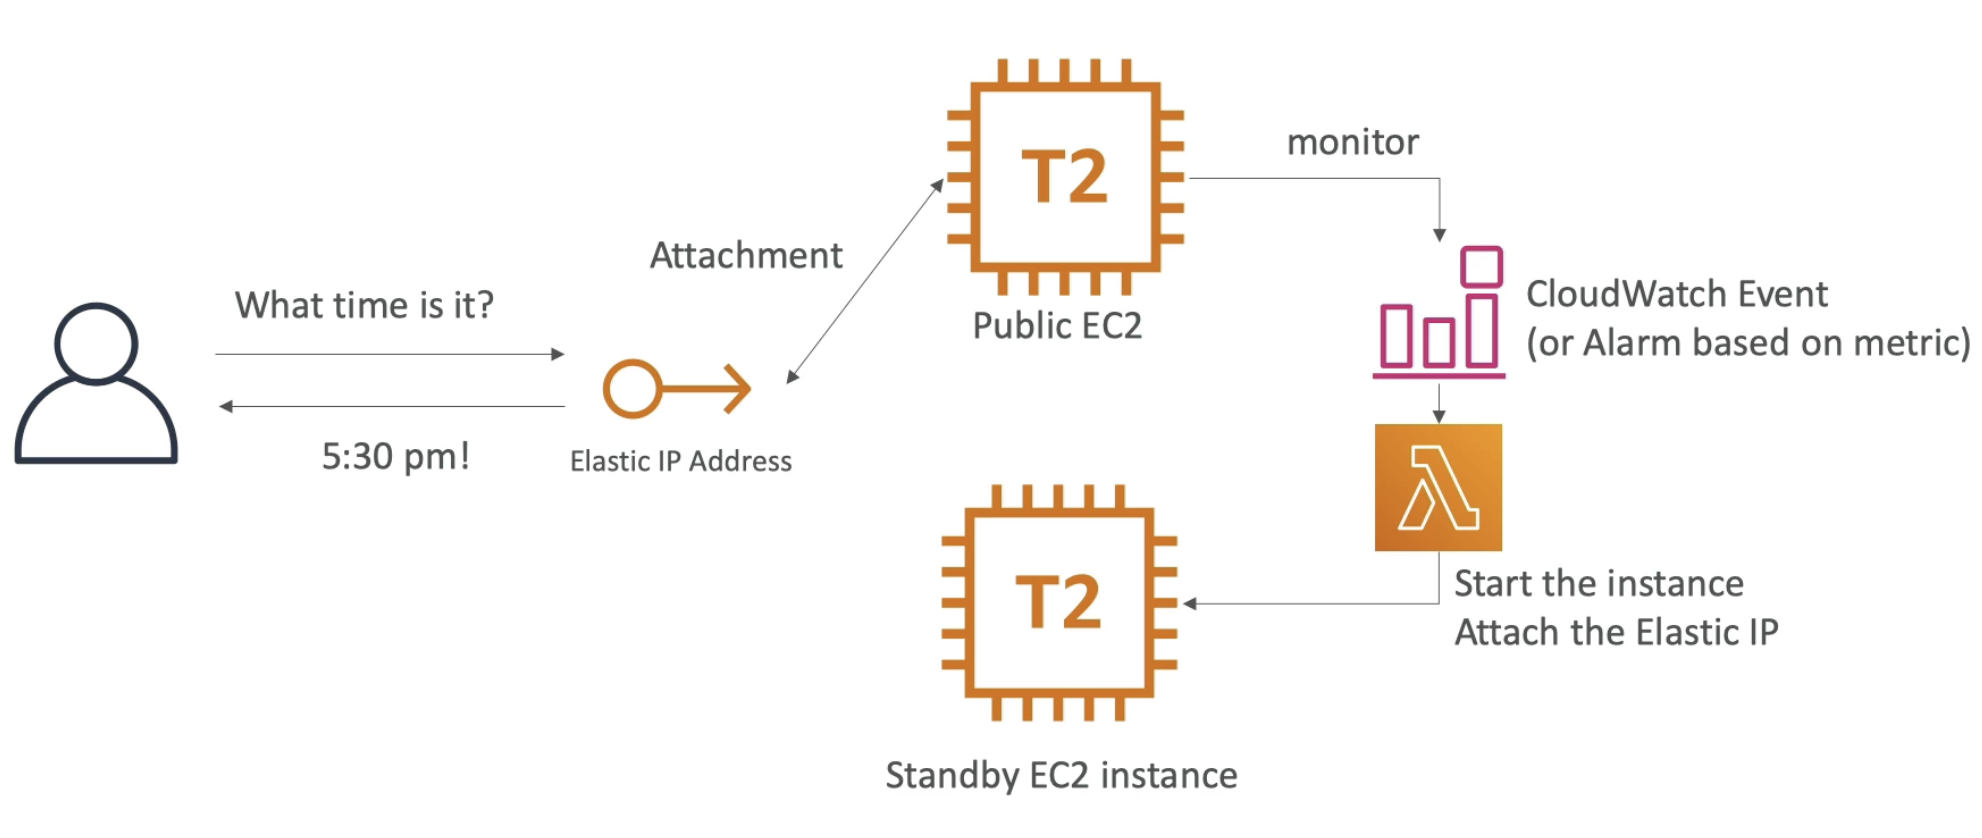 T2
monitor
Attachment
What time is it?
CloudWatch Event
(or Alarm based on metric)
Public EC2
5:30 pm!
Elastic IP Address
T2
Start the instance
Attach the Elastic IP
Standby EC2 instance